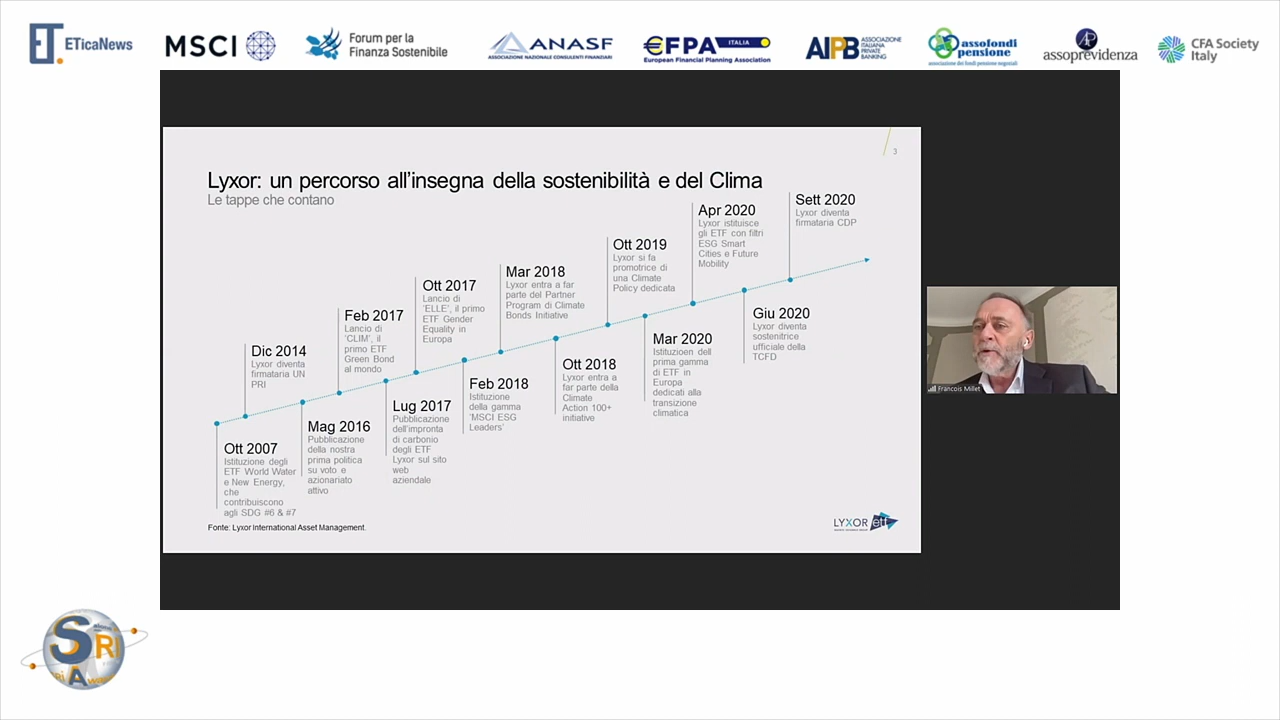 ETicaNews
MSCI
Forum per la
Finanza Sostenibile
ANASF
ASSOCIAZIONE NAZIONALE CONSULENTI FINANZIARI
EFPA ITALIA
European Financial Planning Association
AIPB
ASSOCIAZIONE
ITALIANA
PRIVATE
BANKING
assofondi
pensione
associazione dei fondi pensione negoziali
AP
assoprevidenza
CFA Society
Italy
3
Lyxor: un percorso all'insegna della sostenibilità e del Clima
Le tappe che contano
Ott 2007
Istituzione degli
ETF World Water
e New Energy,
che
contribuiscono
agli SDG #6 & #7
Dic 2014
Lyxor diventa
firmataria UN
PRI
Mag 2016
Pubblicazione
della nostra
prima politica
su voto e
azionariato
attivo
Feb 2017
Lancio di
'CLIM', il
primo ETF
Green Bond
al mondo
Lug 2017
Pubblicazione
dell'impronta
di carbonio
degli ETF
Lyxor sul sito
web
aziendale
Ott 2017
Lancio di
'ELLE', il primo
ETF Gender
Equality in
Europa
Feb 2018
Istituzione
della gamma
'MSCI ESG
Leaders'
Mar 2018
Lyxor entra a far
parte del Partner
Program di Climate
Bonds Initiative
Ott 2018
Lyxor entra a
far parte della
Climate
Action 100+
initiative
Ott 2019
Lyxor si fa
promotrice di
una Climate
Policy dedicata
Mar 2020
Istituzioen dell
prima gamma
di ETF in
Europa
dedicati alla
transizione
climatica
Apr 2020
Lyxor istituisce
gli ETF con filtri
ESG Smart
Cities e Future
Mobility
Giu 2020
Lyxor diventa
sostenitrice
ufficiale della
TCFD
Sett 2020
Lyxor diventa
firmataria CDP
Fonte: Lyxor International Asset Management.
LYXOR etf
Francois Millet
SRI